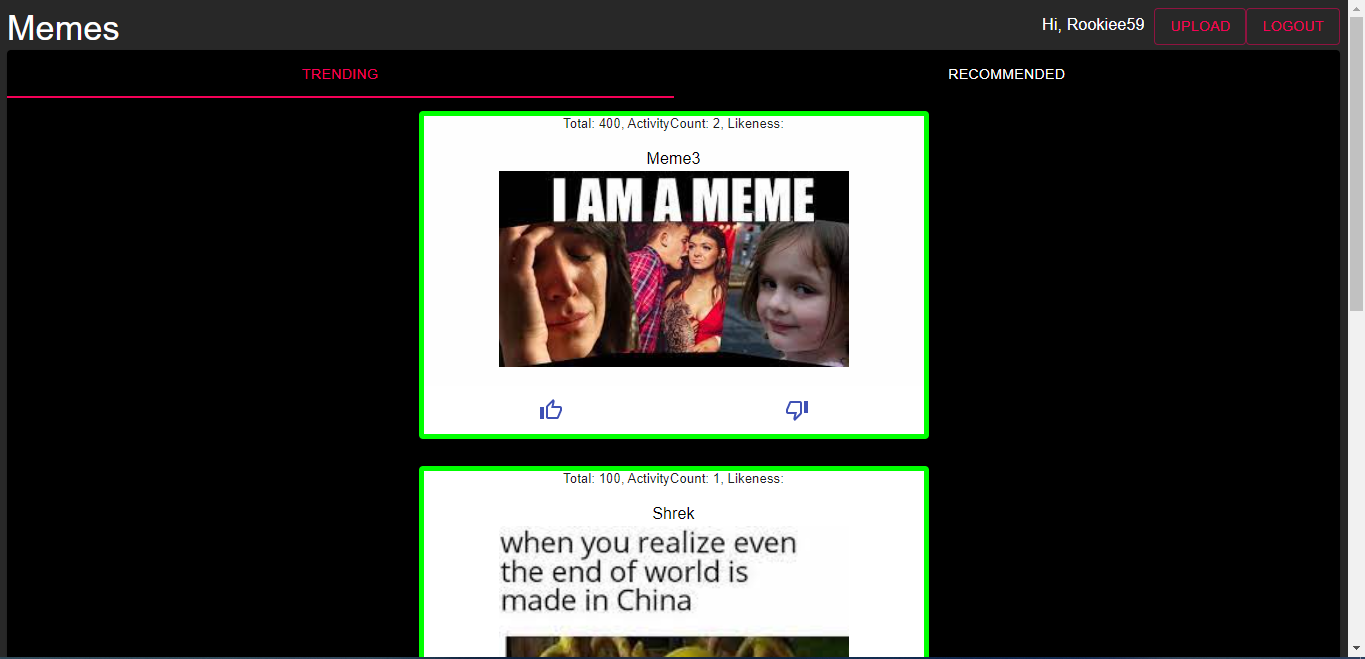 Memes
Hi, Rookiee59
UPLOAD
LOGOUT
TRENDING
RECOMMENDED
Total: 400, ActivityCount: 2, Likeness:
Meme3
I AM A MEME
Total: 100, ActivityCount: 1, Likeness:
Shrek
when you realize even
the end of world is
made in China